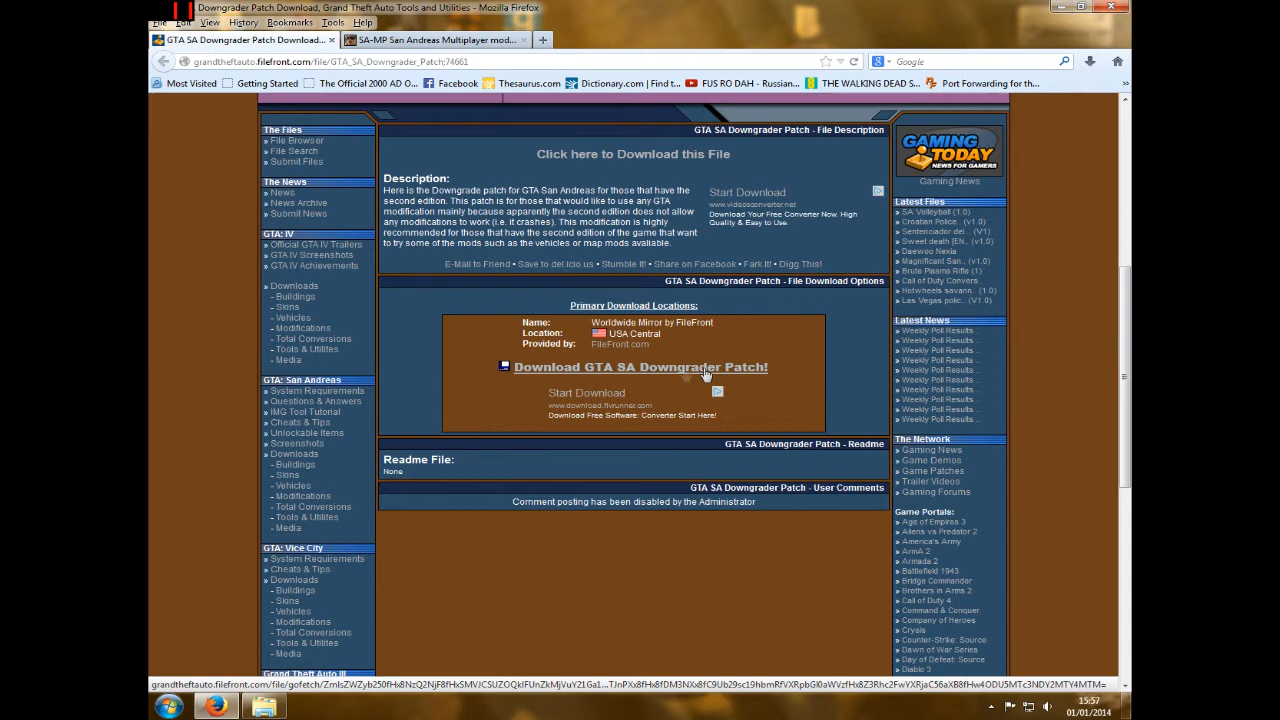 Downgrader Patch Download, Grand Theft Auto Tools and Utilities - Mozilla Firefox
File Edit View History Bookmarks Tools Help
GTA SA Downgrader Patch Download...
SA-MP San Andreas Multiplayer mod...
grandtheftauto.filefront.com/file/GTA_SA_Downgrader_Patch;74661
Google
Most Visited
Getting Started
The Official 2000 AD O...
Facebook
Thesaurus.com
Dictionary.com | Find t...
FUS RO DAH - Russian...
THE WALKING DEAD S...
Port Forwarding for th...
The Files
» File Browser
» File Search
» Submit Files
The News
» News
» News Archive
» Submit News
GTA: IV
» Official GTA IV Trailers
» GTA IV Screenshots
» GTA IV Achievements
» Downloads
- Buildings
- Skins
- Vehicles
- Modifications
- Total Conversions
- Tools & Utilites
- Media
GTA: San Andreas
» System Requirements
» Questions & Answers
» IMG Tool Tutorial
» Cheats & Tips
» Unlockable Items
» Screenshots
» Downloads
- Buildings
- Skins
- Vehicles
- Modifications
- Total Conversions
- Tools & Utilites
- Media
GTA: Vice City
» System Requirements
» Cheats & Tips
» Downloads
- Buildings
- Skins
- Vehicles
- Modifications
- Total Conversions
- Tools & Utilites
- Media
Grand Theft Auto III
GTA SA Downgrader Patch - File Description
Click here to Download this File
Description:
Here is the Downgrade patch for GTA San Andreas for those that have the
second edition. This patch is for those that would like to use any GTA
modification mainly because apparently the second edition does not allow
any modifications to work (i.e. it crashes). This modification is highly
recommended for those that have the second edition of the game that want
to try some of the mods such as the vehicles or map mods avaliable.
Start Download
www.videosconverter.net
Download Your Free Converter Now. High
Quality & Easy to Use.
E-Mail to Friend • Save to del.icio.us • Stumble It! • Share on Facebook • Fark It! • Digg This!
GTA SA Downgrader Patch - File Download Options
Primary Download Locations:
Name: Worldwide Mirror by FileFront
Location: USA Central
Provided by: FileFront.com
Download GTA SA Downgrader Patch!
Start Download
www.download.flvrunner.com
Download Free Software: Converter Start Here!
GTA SA Downgrader Patch - Readme
Readme File:
None
GTA SA Downgrader Patch - User Comments
Comment posting has been disabled by the Administrator
GAMING
TODAY
NEWS FOR GAMERS
Gaming News
Latest Files
» SA Volleyball (1.0)
» Croatian Police.. (v1.0)
» Sentenciador del .. (V1)
» Sweet death [EN.. (v1.0)
» Daewoo Nexia
» Magnificant San.. (v1.0)
» Brute Plasma Rifle (1)
» Call of Duty Convers..
» Hotwheels savann.. (1.0)
» Las Vegas polic.. (V1.0)
Latest News
» Weekly Poll Results ..
» Weekly Poll Results ..
» Weekly Poll Results ..
» Weekly Poll Results ..
» Weekly Poll Results ..
» Weekly Poll Results ..
» Weekly Poll Results ..
» Weekly Poll Results ..
» Weekly Poll Results ..
» Weekly Poll Results ..
The Network
» Gaming News
» Game Demos
» Game Patches
» Trailer Videos
» Gaming Forums
Game Portals:
» Age of Empires 3
» Aliens vs Predator 2
» America's Army
» ArmA 2
» Armada 2
» Battlefield 1943
» Bridge Commander
» Brothers in Arms 2
» Call of Duty 4
» Command & Conquer
» Company of Heroes
» Crysis
» Counter-Strike: Source
» Dawn of War Series
» Day of Defeat: Source
» Diablo 3
15:57
01/01/2014